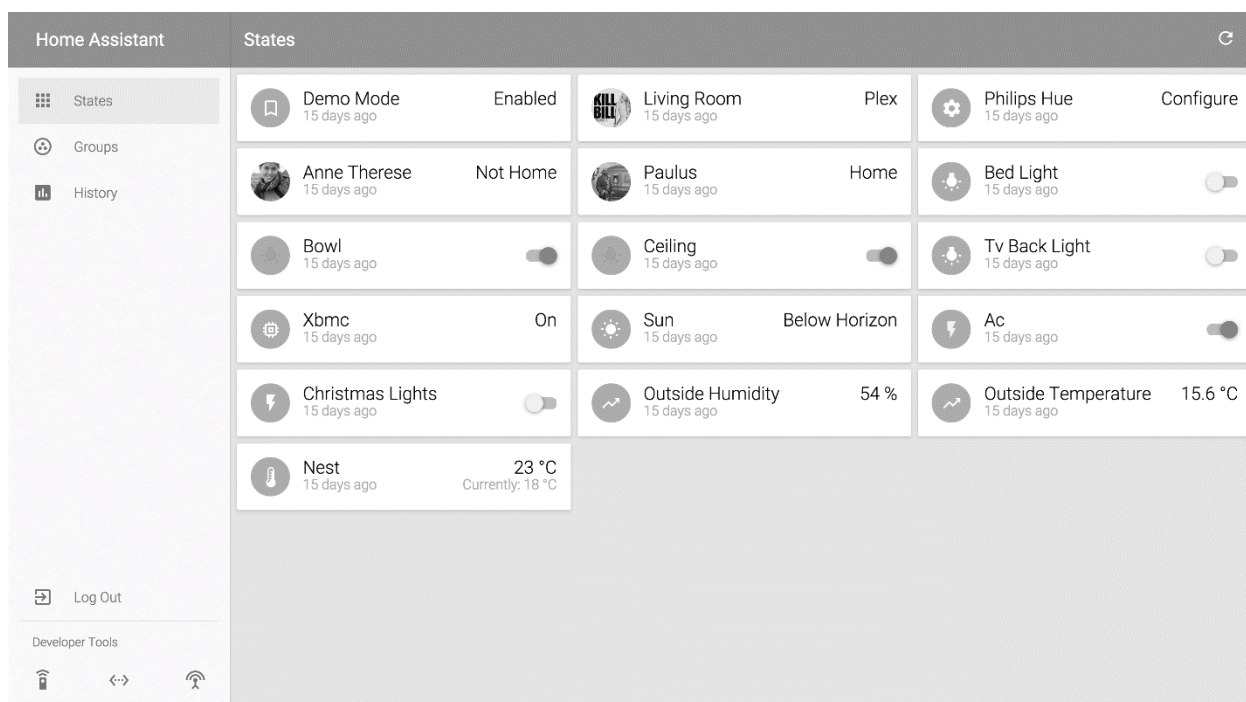 Home Assistant
States
States
Groups
History
Demo Mode
15 days ago
Enabled
KILL
BILL
Living Room
15 days ago
Plex
Philips Hue
15 days ago
Configure
Anne Therese
15 days ago
Not Home
Paulus
15 days ago
Home
Bed Light
15 days ago
Bowl
15 days ago
Ceiling
15 days ago
Tv Back Light
15 days ago
Xbmc
15 days ago
On
Sun
15 days ago
Below Horizon
Ac
15 days ago
Christmas Lights
15 days ago
Outside Humidity
15 days ago
54 %
Outside Temperature
15 days ago
15.6 °C
Nest
15 days ago
23 °C
Currently: 18 °C
Log Out
Developer Tools